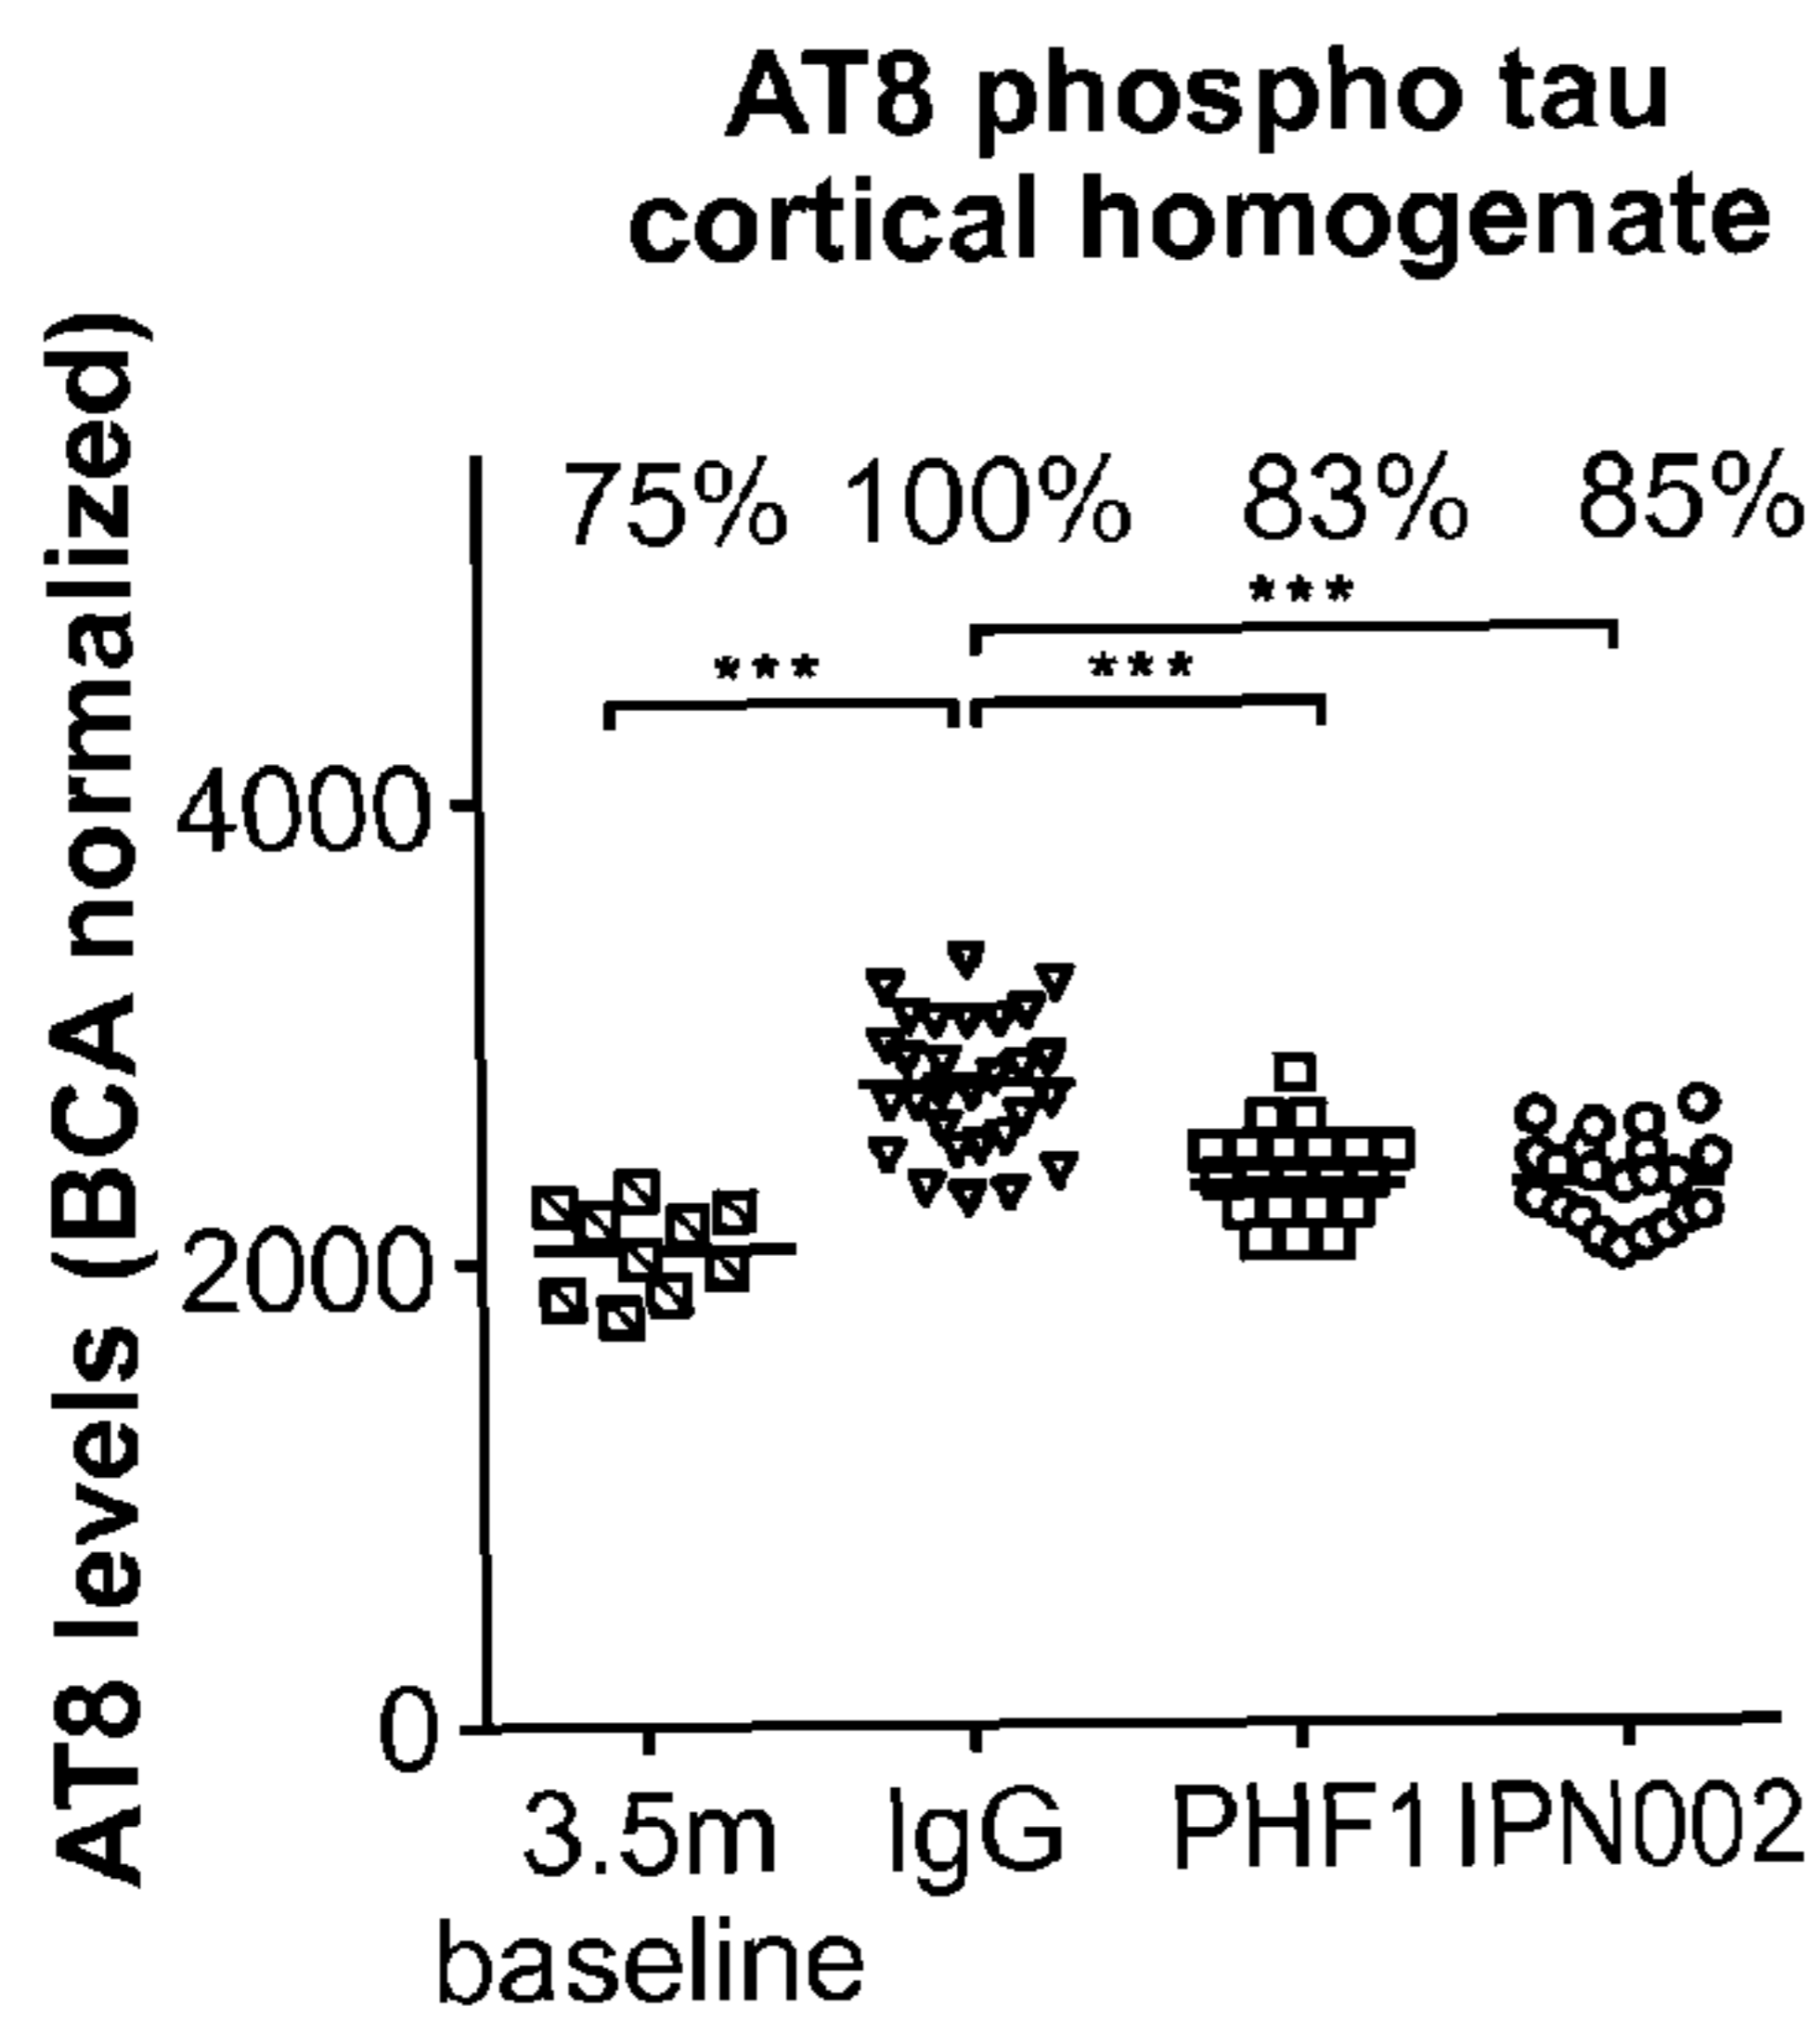 AT8 phospho tau
cortical homogenate
AT8 levels (BCA normalized)
75% 100% 83% 85%
***
*** ***
4000
2000
0
3.5m IgG PHF1 IPN002
baseline